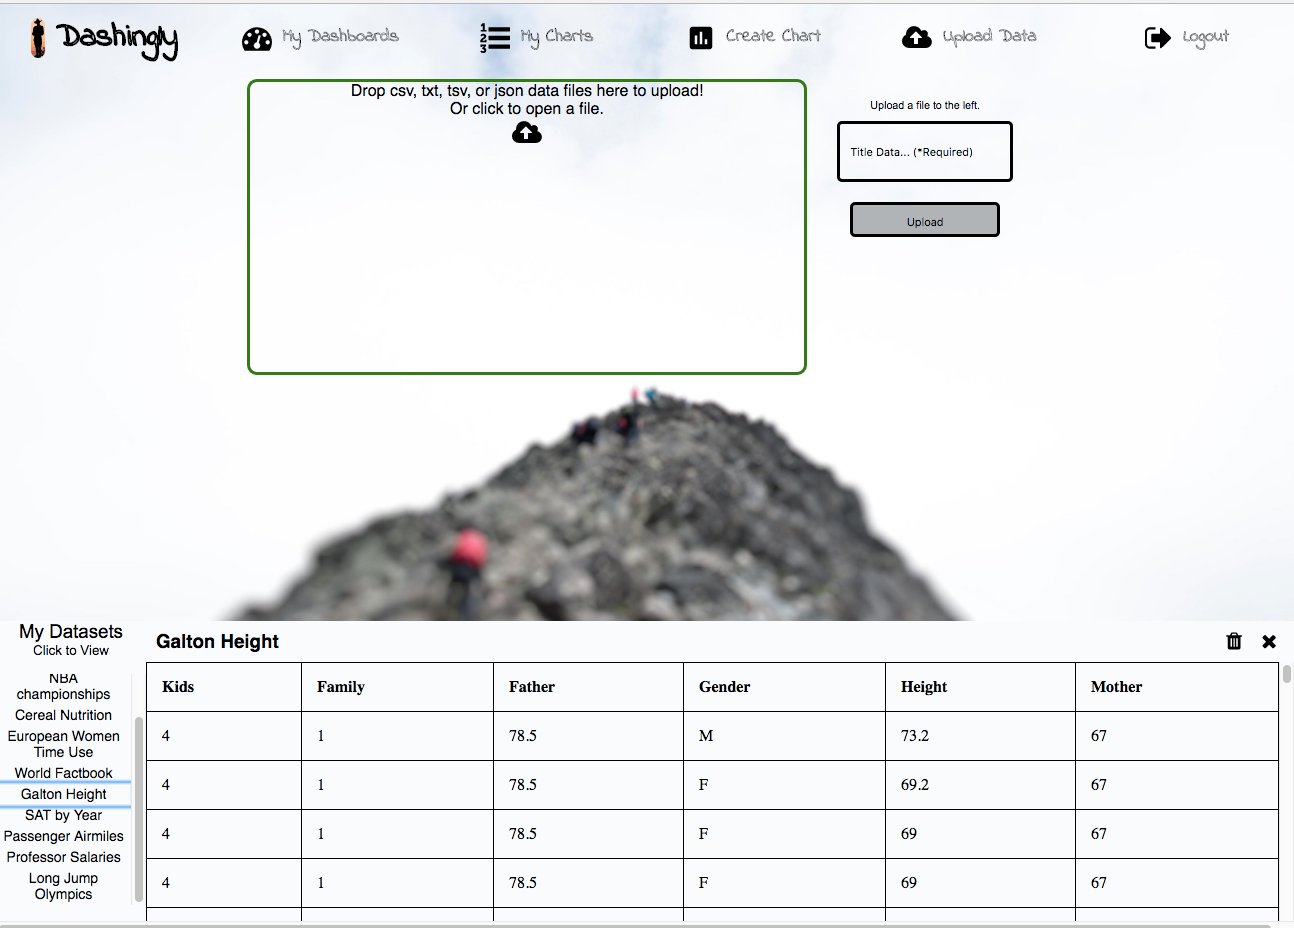 Dashingly
My Dashboards
1
2
3
My Charts
Create Chart
Upload Data
Logout
Drop csv, txt, tsv, or json data files here to upload!
Or click to open a file.
Upload a file to the left.
Title Data... (*Required)
Upload
My Datasets
Click to View
NBA
championships
Cereal Nutrition
European Women
Time Use
World Factbook
Galton Height
SAT by Year
Passenger Airmiles
Professor Salaries
Long Jump
Olympics
Galton Height
Kids Family Father Gender Height Mother
4 1 78.5 M 73.2 67
4 1 78.5 F 69.2 67
4 1 78.5 F 69 67
4 1 78.5 F 69 67